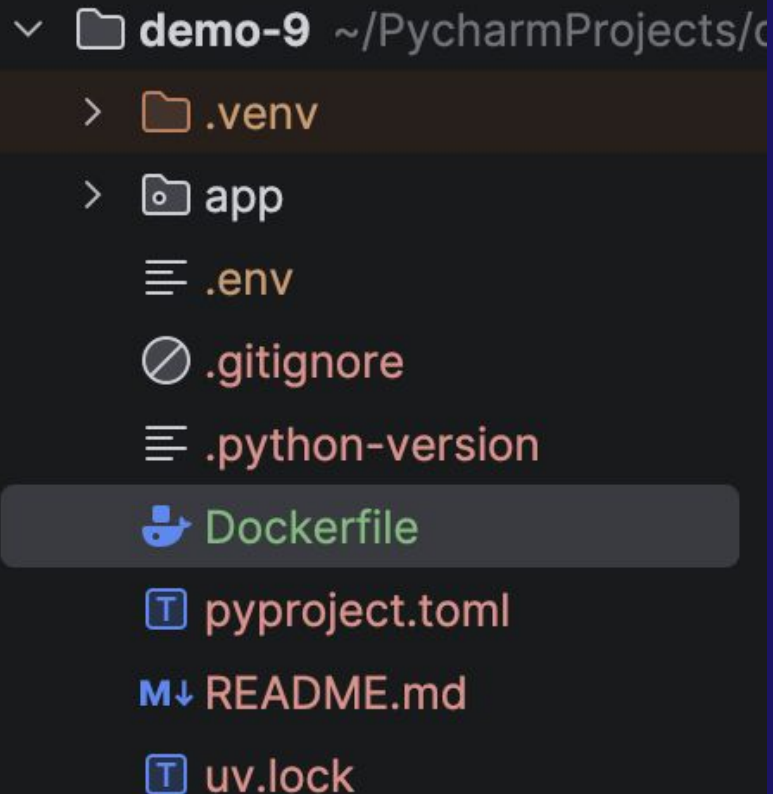 demo-9 ~/PycharmProjects/
.venv
app
.env
.gitignore
.python-version
Dockerfile
T pyproject.toml
M↓ README.md
T uv.lock